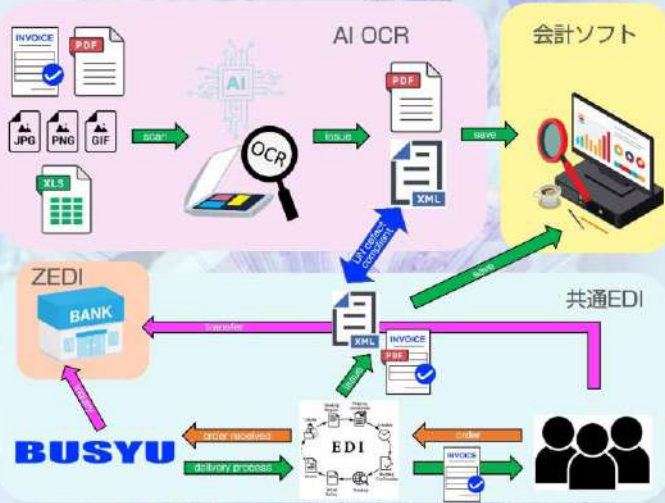 AI OCR
会計ソフト
INVOICE
PDF
AI
PDF
JPG
PNG
GIF
scan
OCR
issue
save
XLS
XML
UN cefact
compliant
save
ZEDI
共通EDI
BANK
transfer
XML
INVOICE
PDF
issue
BUSYU
order received
EDI
order
delivery process
INVOICE